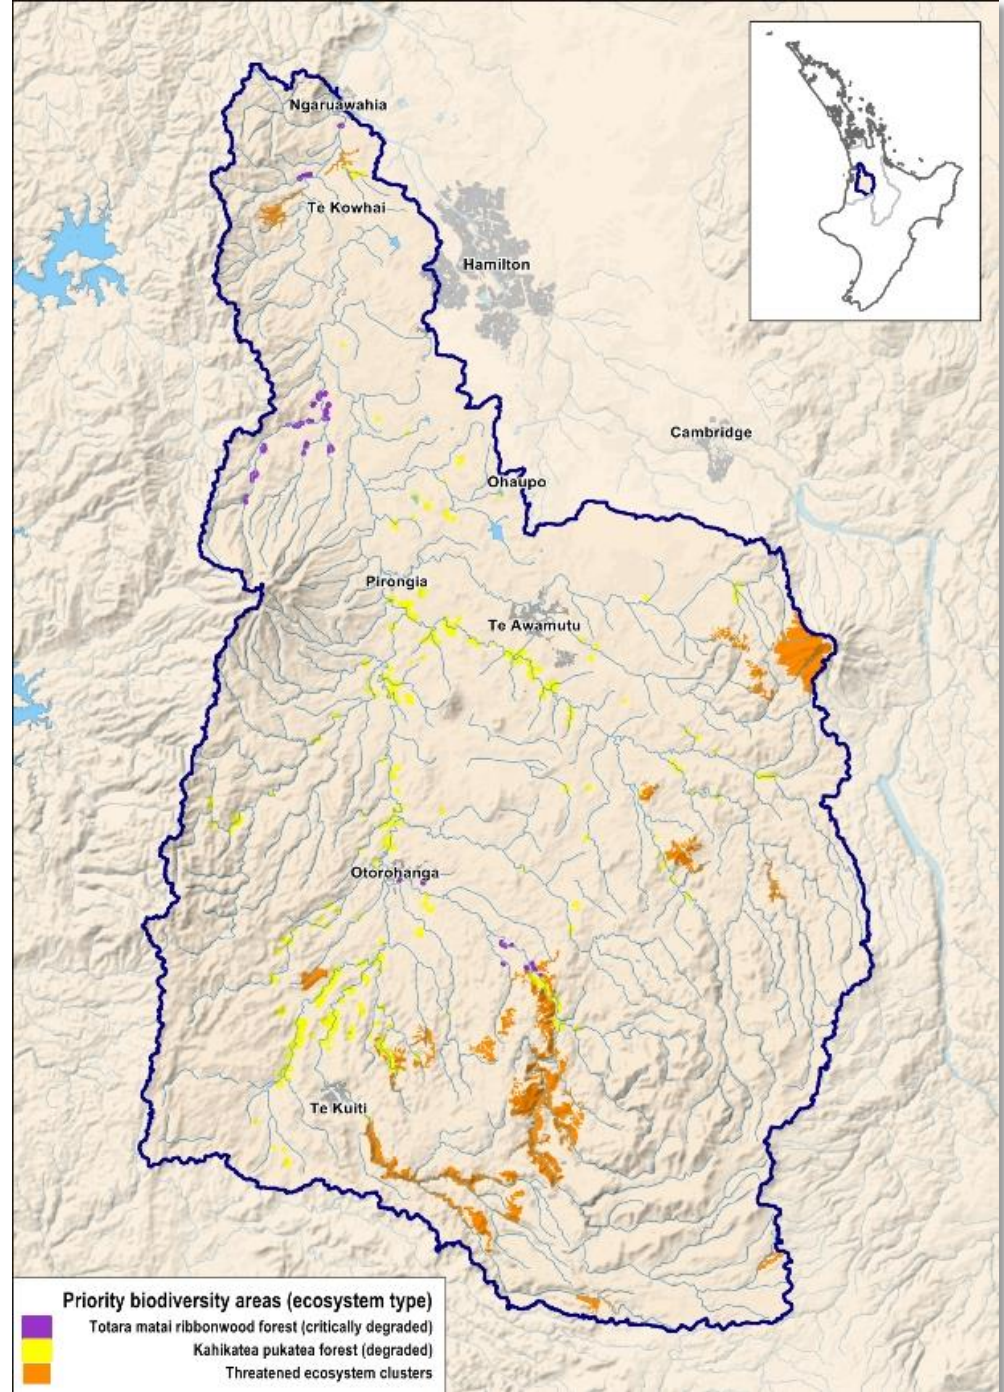 Ngaruawahia
Te Kowhai
Hamilton
Cambridge
Ohaupo
Pirongia
Te Awamutu
Otorohanga
Te Kuiti
Priority biodiversity areas (ecosystem type)
Totara matai ribbonwood forest (critically degraded)
Kahikatea pukatea forest (degraded)
Threatened ecosystem clusters